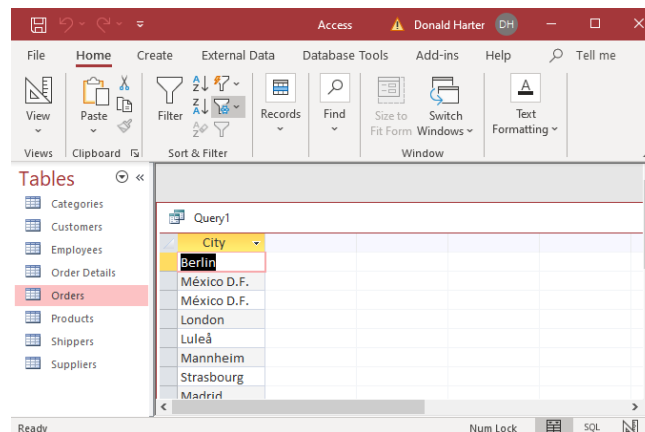 Access Donald Harter DH
File Home Create External Data Database Tools Add-ins Help Tell me
View Paste Filter Records Find Size to Fit Form Switch Windows Text Formatting
Views Clipboard Sort & Filter Window
Tables
Categories
Customers
Employees
Order Details
Orders
Products
Shippers
Suppliers
Query1
City
Berlin
México D.F.
México D.F.
London
Luleå
Mannheim
Strasbourg
Madrid
Ready Num Lock SQL